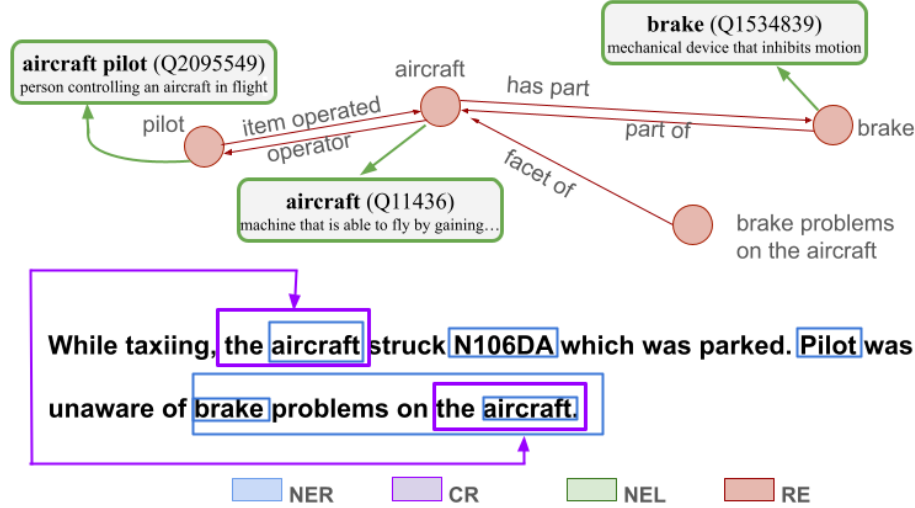 brake (Q1534839)
mechanical device that inhibits motion
aircraft pilot (Q2095549)
person controlling an aircraft in flight
aircraft
has part
item operated
pilot
part of
brake
operator
facet of
aircraft (Q11436)
machine that is able to fly by gaining…
brake problems
on the aircraft
While taxiing, the aircraft struck N106DA which was parked. Pilot was
unaware of brake problems on the aircraft.
NER
CR
NEL
RE